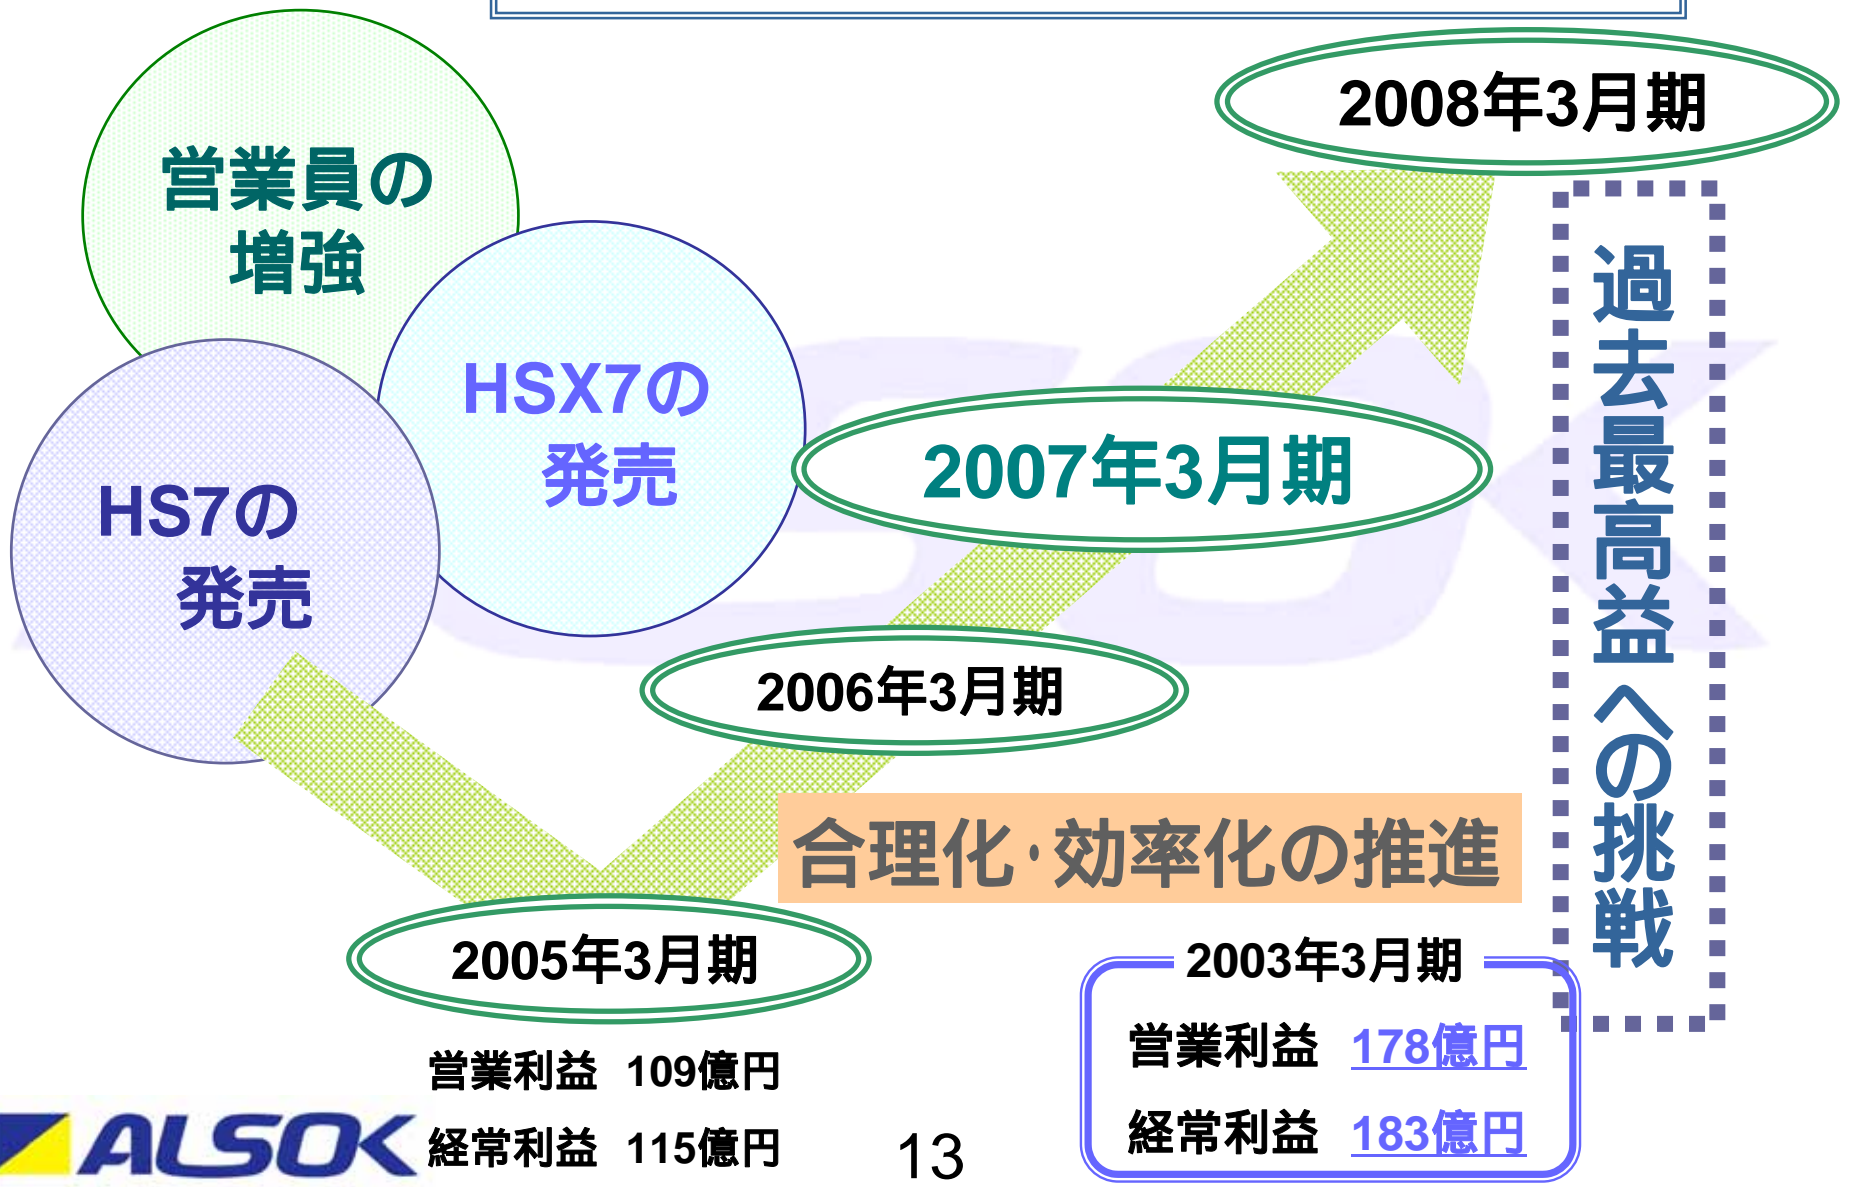 2008年3月期
営業員の
増強
HSX7の
発売
過去最高益への挑戦
2007年3月期
HS7の
発売
2006年3月期
合理化・効率化の推進
2005年3月期
営業利益 109億円
経常利益 115億円
2003年3月期
営業利益 178億円
経常利益 183億円
ALSOK
13